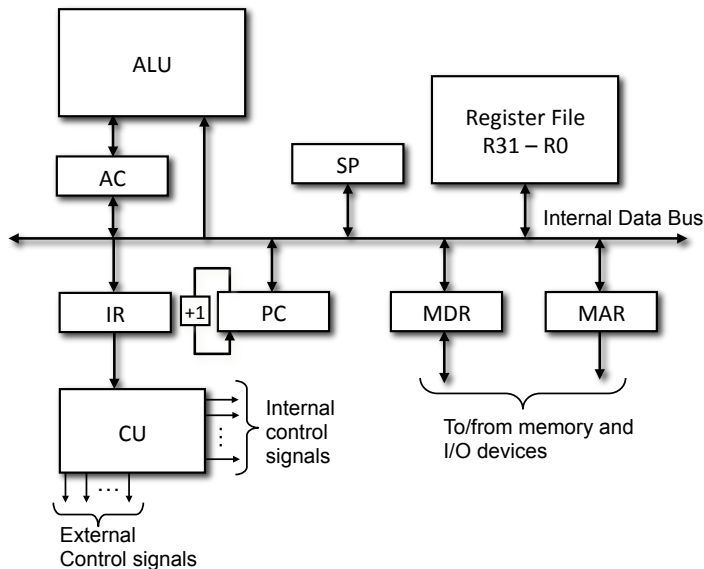 ALU
Register File
R31 – R0
AC
SP
Internal Data Bus
IR
+1
PC
MDR
MAR
CU
Internal
control
signals
To/from memory and
I/O devices
External
Control signals